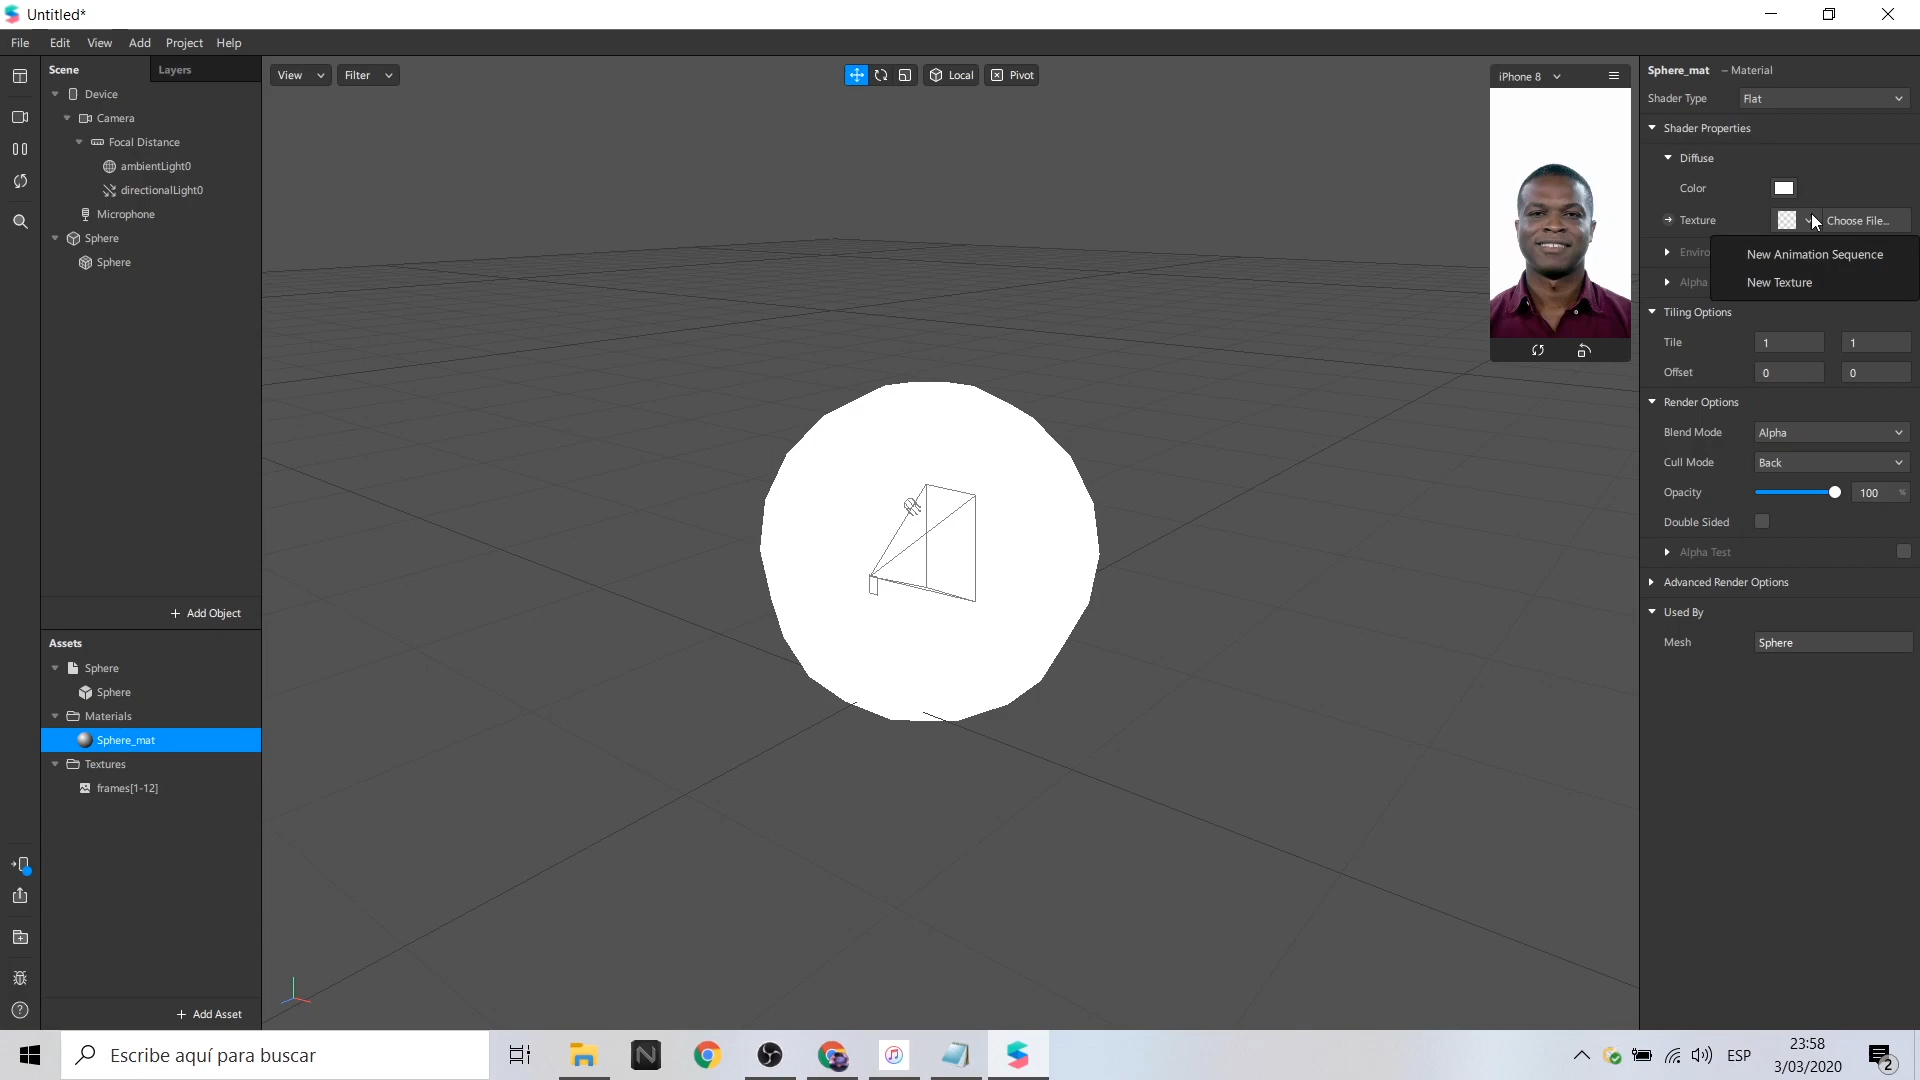 Untitled*
File Edit View Add Project Help
Scene Layers
Device
Camera
Focal Distance
ambientLight0
directionalLight0
Microphone
Sphere
Sphere
+ Add Object
Assets
Sphere
Sphere
Materials
Sphere_mat
Textures
frames[1-12]
+ Add Asset
View Filter
Local Pivot
iPhone 8
Sphere_mat – Material
Shader Type Flat
Shader Properties
Diffuse
Color
Texture Choose File...
Enviro
New Animation Sequence
Alpha
New Texture
Tiling Options
Tile 1 1
Offset 0 0
Render Options
Blend Mode Alpha
Cull Mode Back
Opacity 100 %
Double Sided
Alpha Test
Advanced Render Options
Used By
Mesh Sphere
Escribe aquí para buscar
ESP
23:58
3/03/2020
2